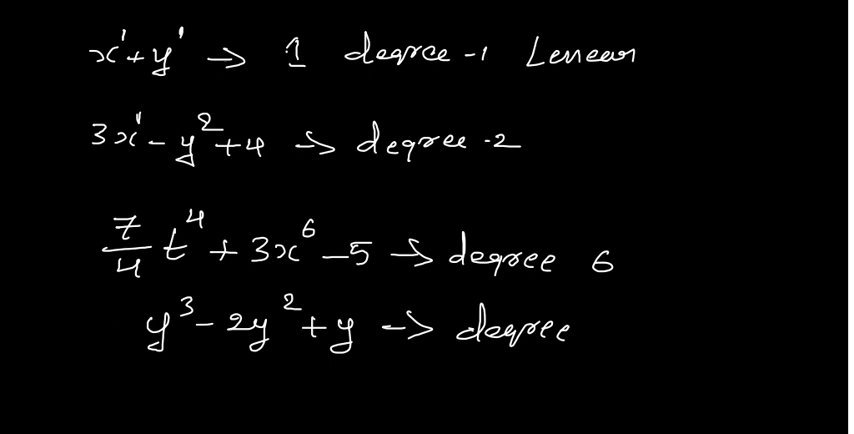 x¹ + y¹ → 1 degree -1 Lenear
3x¹ - y² + 4 → degree -2
7/4 t⁴ + 3x⁶ - 5 → degree 6
y³ - 2y² + y → degree